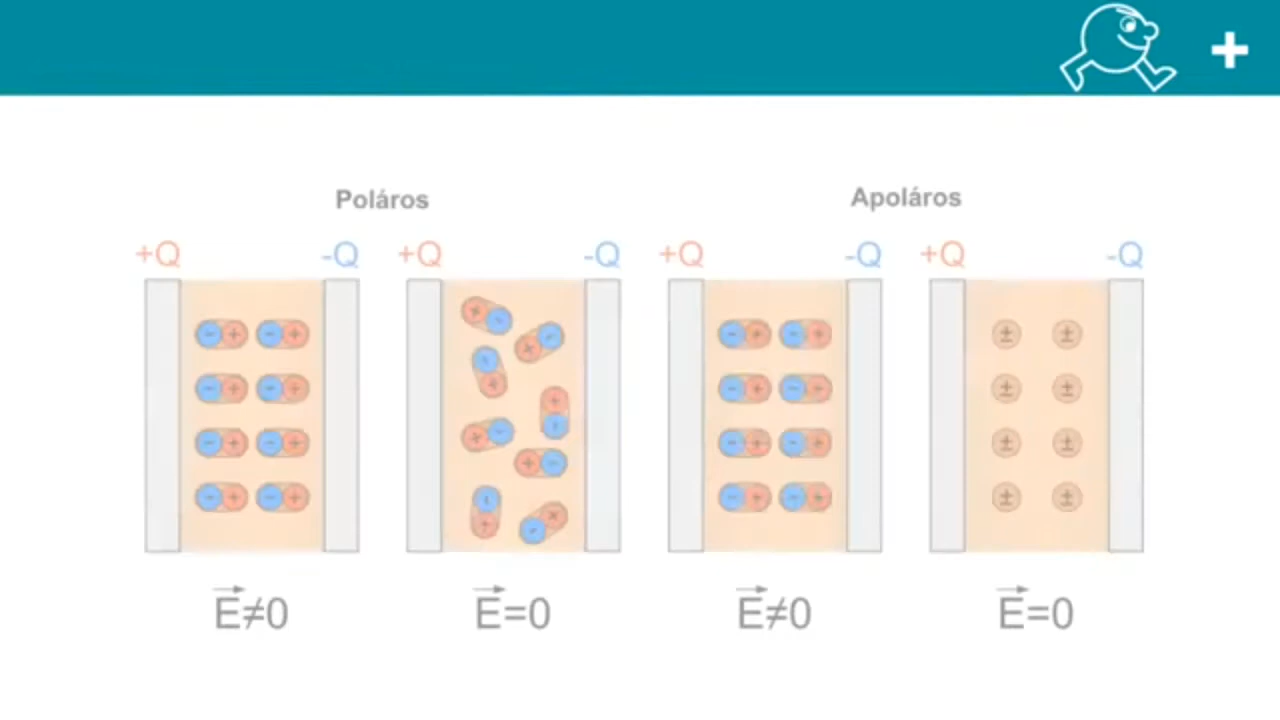 +
Poláros
Apoláros
+Q -Q +Q -Q +Q -Q +Q -Q
- + - + + - + - - + - + ± ±
- + - + - + + - - + - + ± ±
- + - + + - + - - + - + ± ±
- + - + - + + - - + - + ± ±
E≠0 E=0 E≠0 E=0